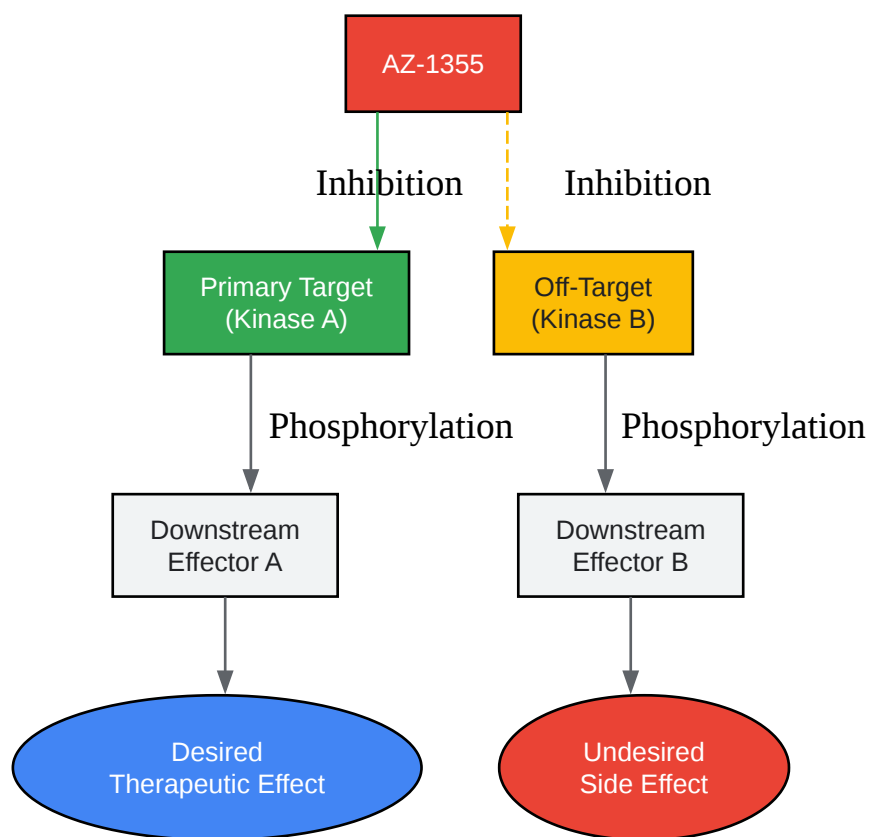 AZ-1355
Inhibition
Inhibition
Primary Target
(Kinase A)
Off-Target
(Kinase B)
Phosphorylation
Phosphorylation
Downstream
Effector A
Downstream
Effector B
Desired
Therapeutic Effect
Undesired
Side Effect